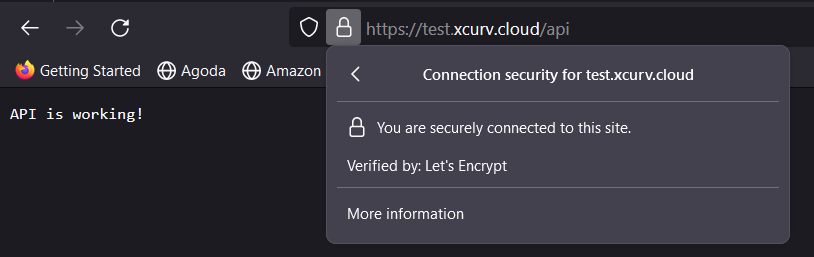 https://test.xcurv.cloud/api
Getting Started Agoda Amazon
Connection security for test.xcurv.cloud
API is working!
You are securely connected to this site.
Verified by: Let's Encrypt
More information